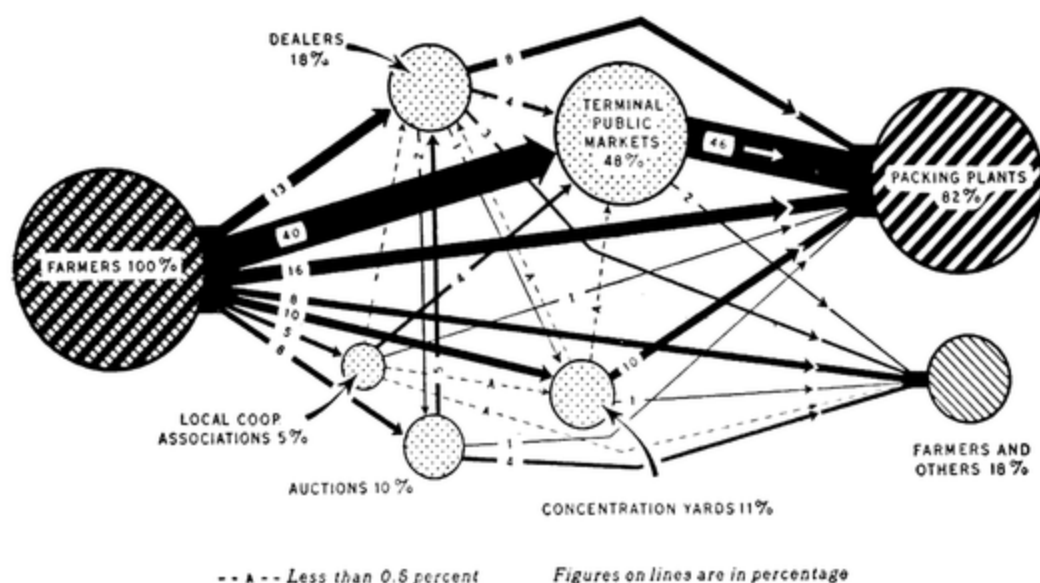 DEALERS
18%
8
4
3
TERMINAL
PUBLIC
MARKETS
48%
46
PACKING PLANTS
82%
2
1
2
13
40
FARMERS 100%
16
4
A
1
A
8
10
5
8
A
A
5
10
1
1
4
LOCAL COOP.
ASSOCIATIONS 5%
AUCTIONS 10%
CONCENTRATION YARDS 11%
FARMERS AND
OTHERS 18%
-- A -- Less than 0.5 percent
Figures on lines are in percentage